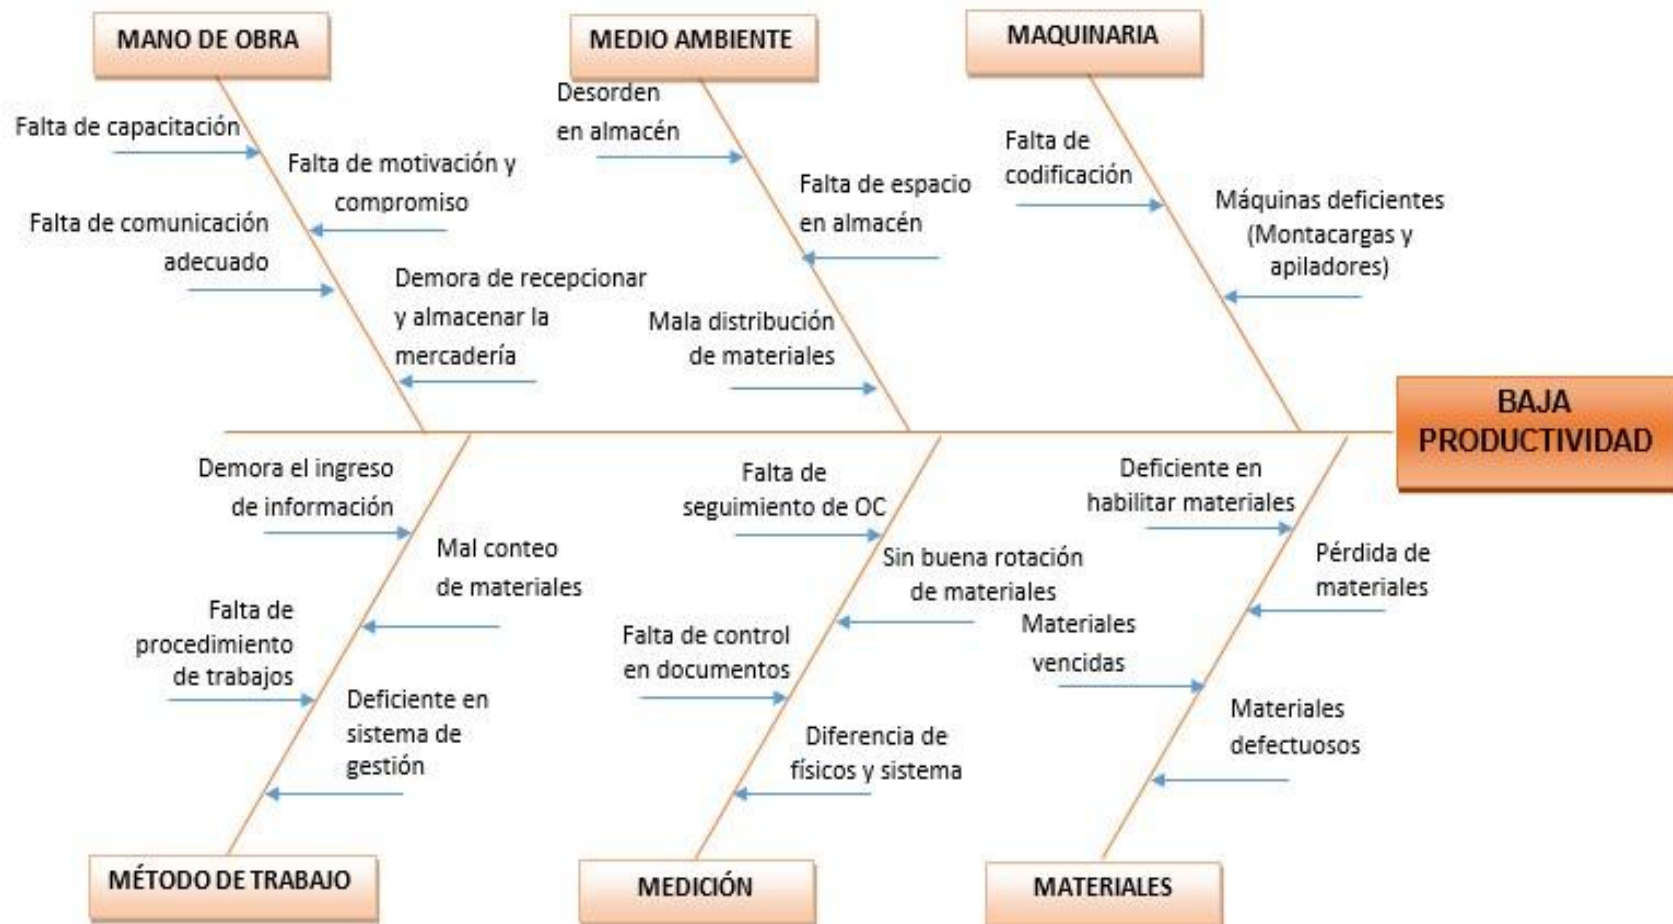 MANO DE OBRA
Falta de capacitación
Falta de motivación y
compromiso
Falta de comunicación
adecuado
Demora de recepcionar
y almacenar la
mercadería
MEDIO AMBIENTE
Desorden
en almacén
Falta de espacio
en almacén
Mala distribución
de materiales
MAQUINARIA
Falta de
codificación
Máquinas deficientes
(Montacargas y
apiladores)
BAJA
PRODUCTIVIDAD
Demora el ingreso
de información
Mal conteo
de materiales
Falta de
procedimiento
de trabajos
Deficiente en
sistema de
gestión
MÉTODO DE TRABAJO
Falta de
seguimiento de OC
Sin buena rotación
de materiales
Falta de control
en documentos
Diferencia de
físicos y sistema
MEDICIÓN
Deficiente en
habilitar materiales
Pérdida de
materiales
Materiales
vencidas
Materiales
defectuosos
MATERIALES